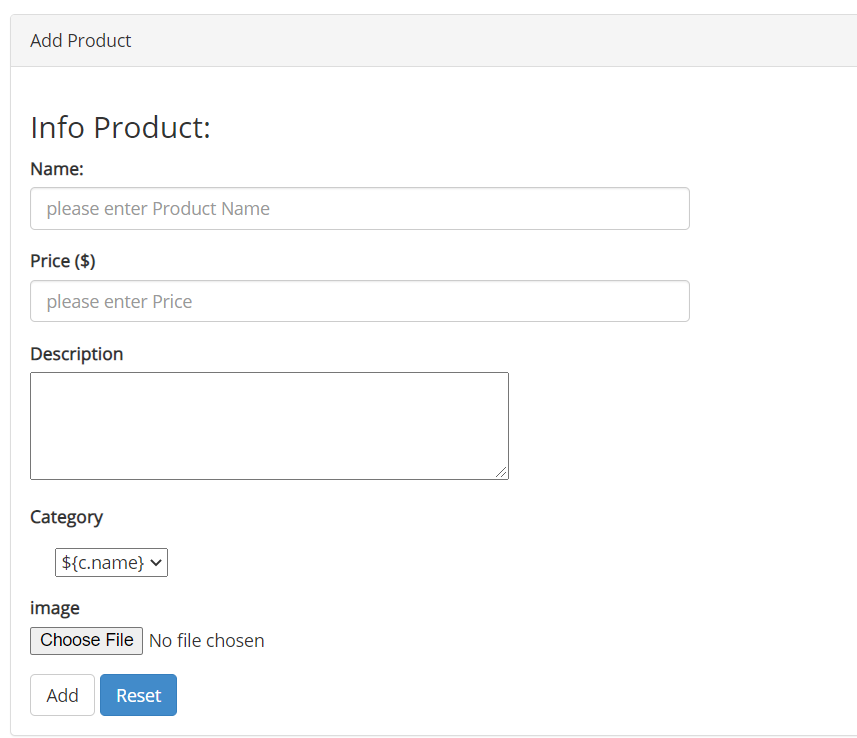 Add Product
Info Product:
Name:
please enter Product Name
Price ($)
please enter Price
Description
Category
${c.name}
image
Choose File No file chosen
Add Reset